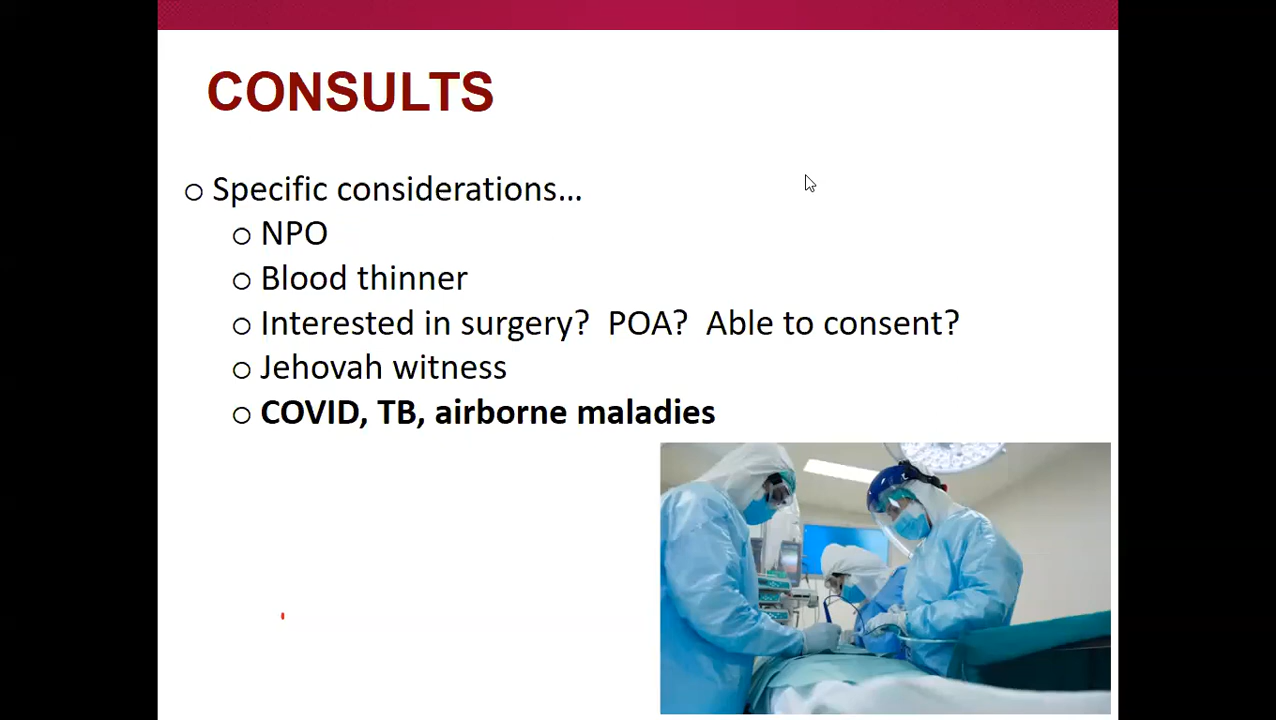 CONSULTS
Specific considerations...
NPO
Blood thinner
Interested in surgery?  POA?  Able to consent?
Jehovah witness
COVID, TB, airborne maladies